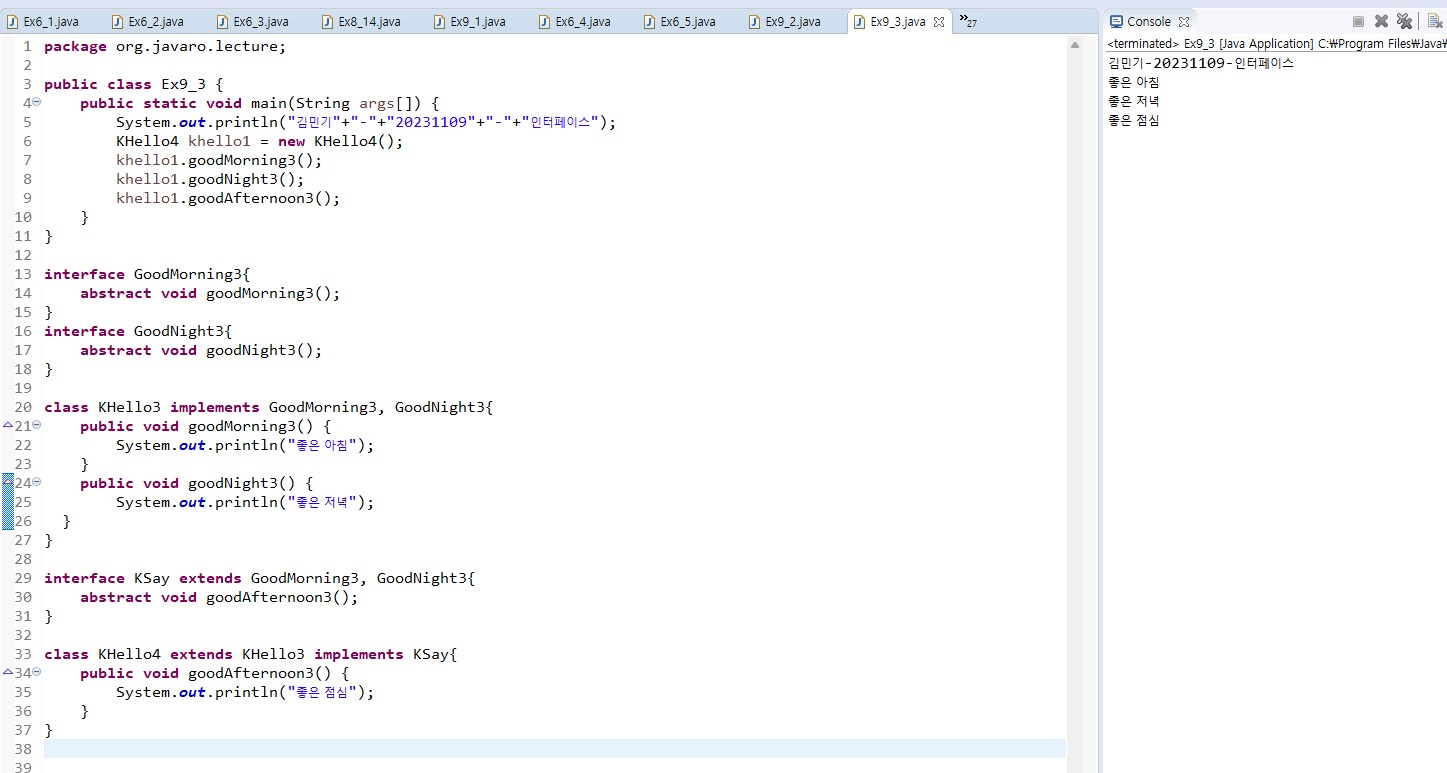 Ex6_1.java Ex6_2.java Ex6_3.java Ex8_14.java Ex9_1.java Ex6_4.java Ex6_5.java Ex9_2.java Ex9_3.java »27
1 package org.javaro.lecture;
2
3 public class Ex9_3 {
4 public static void main(String args[]) {
5 System.out.println("김민기"+"-"+"20231109"+"-"+"인터페이스");
6 KHello4 khello1 = new KHello4();
7 khello1.goodMorning3();
8 khello1.goodNight3();
9 khello1.goodAfternoon3();
10 }
11 }
12
13 interface GoodMorning3{
14 abstract void goodMorning3();
15 }
16 interface GoodNight3{
17 abstract void goodNight3();
18 }
19
20 class KHello3 implements GoodMorning3, GoodNight3{
21 public void goodMorning3() {
22 System.out.println("좋은 아침");
23 }
24 public void goodNight3() {
25 System.out.println("좋은 저녁");
26 }
27 }
28
29 interface KSay extends GoodMorning3, GoodNight3{
30 abstract void goodAfternoon3();
31 }
32
33 class KHello4 extends KHello3 implements KSay{
34 public void goodAfternoon3() {
35 System.out.println("좋은 점심");
36 }
37 }
38
39
Console
<terminated> Ex9_3 [Java Application] C:₩Program Files₩Java₩
김민기-20231109-인터페이스
좋은 아침
좋은 저녁
좋은 점심